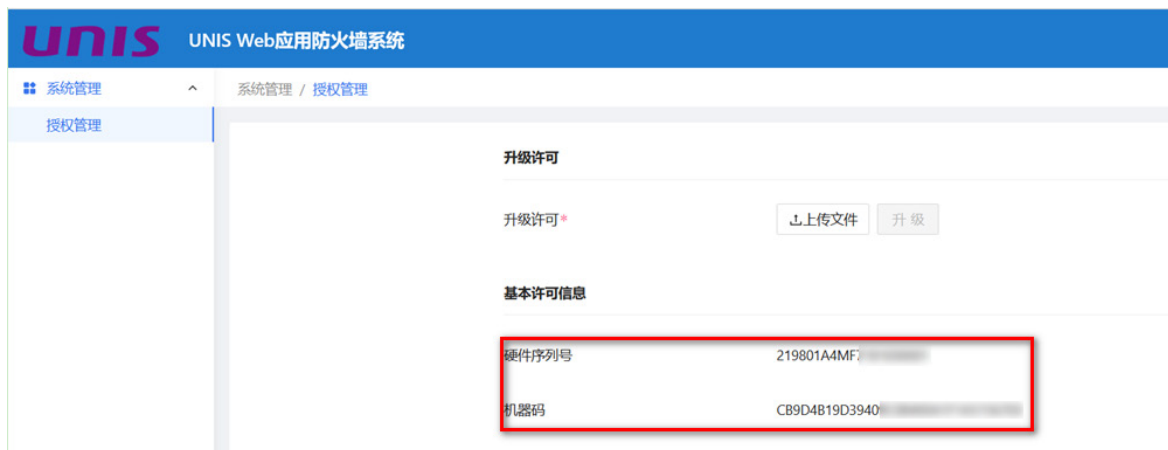 UNIS UNIS Web应用防火墙系统
系统管理
系统管理 / 授权管理
授权管理
升级许可
升级许可*
上传文件 升 级
基本许可信息
硬件序列号 219801A4MF
机器码 CB9D4B19D3940